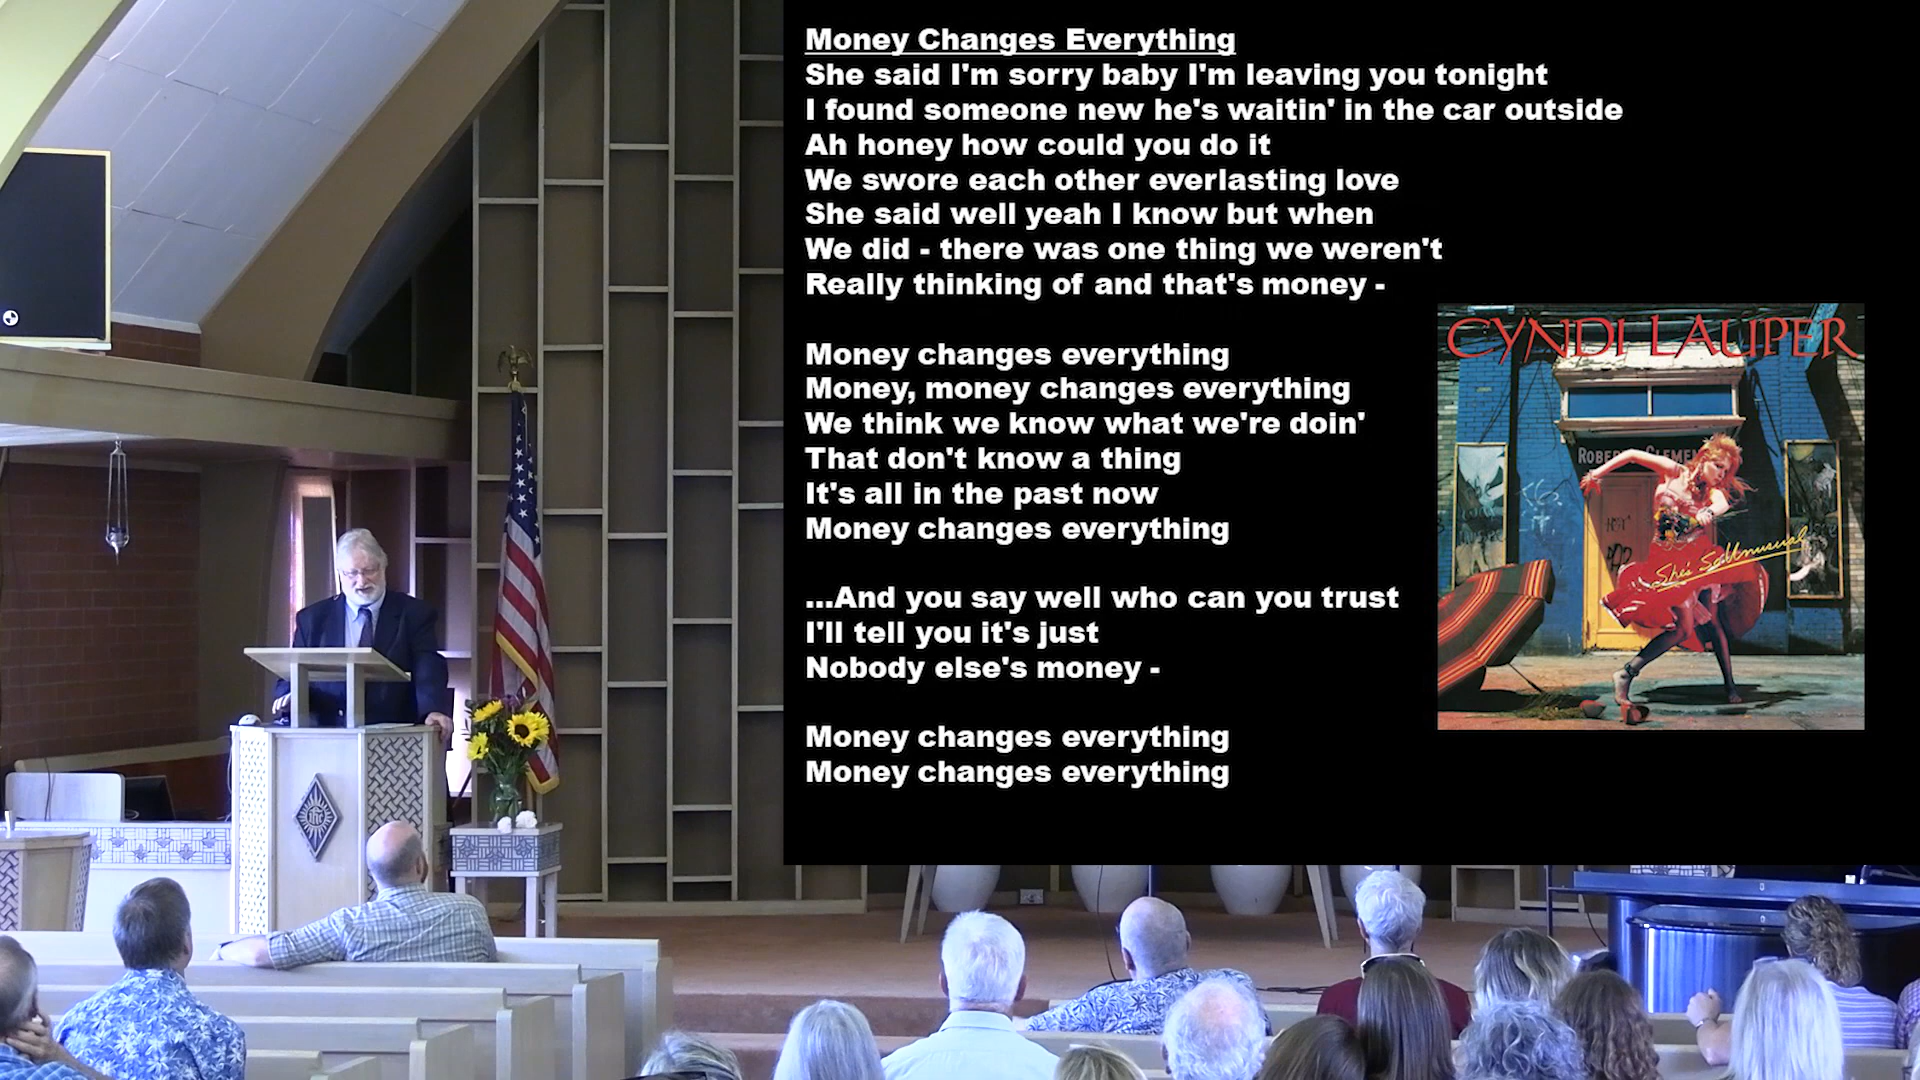 Money Changes Everything
She said I'm sorry baby I'm leaving you tonight
I found someone new he's waitin' in the car outside
Ah honey how could you do it
We swore each other everlasting love
She said well yeah I know but when
We did - there was one thing we weren't
Really thinking of and that's money -
Money changes everything
Money, money changes everything
We think we know what we're doin'
That don't know a thing
It's all in the past now
Money changes everything
...And you say well who can you trust
I'll tell you it's just
Nobody else's money -
Money changes everything
Money changes everything
CYNDI LAUPER
She's So Unusual